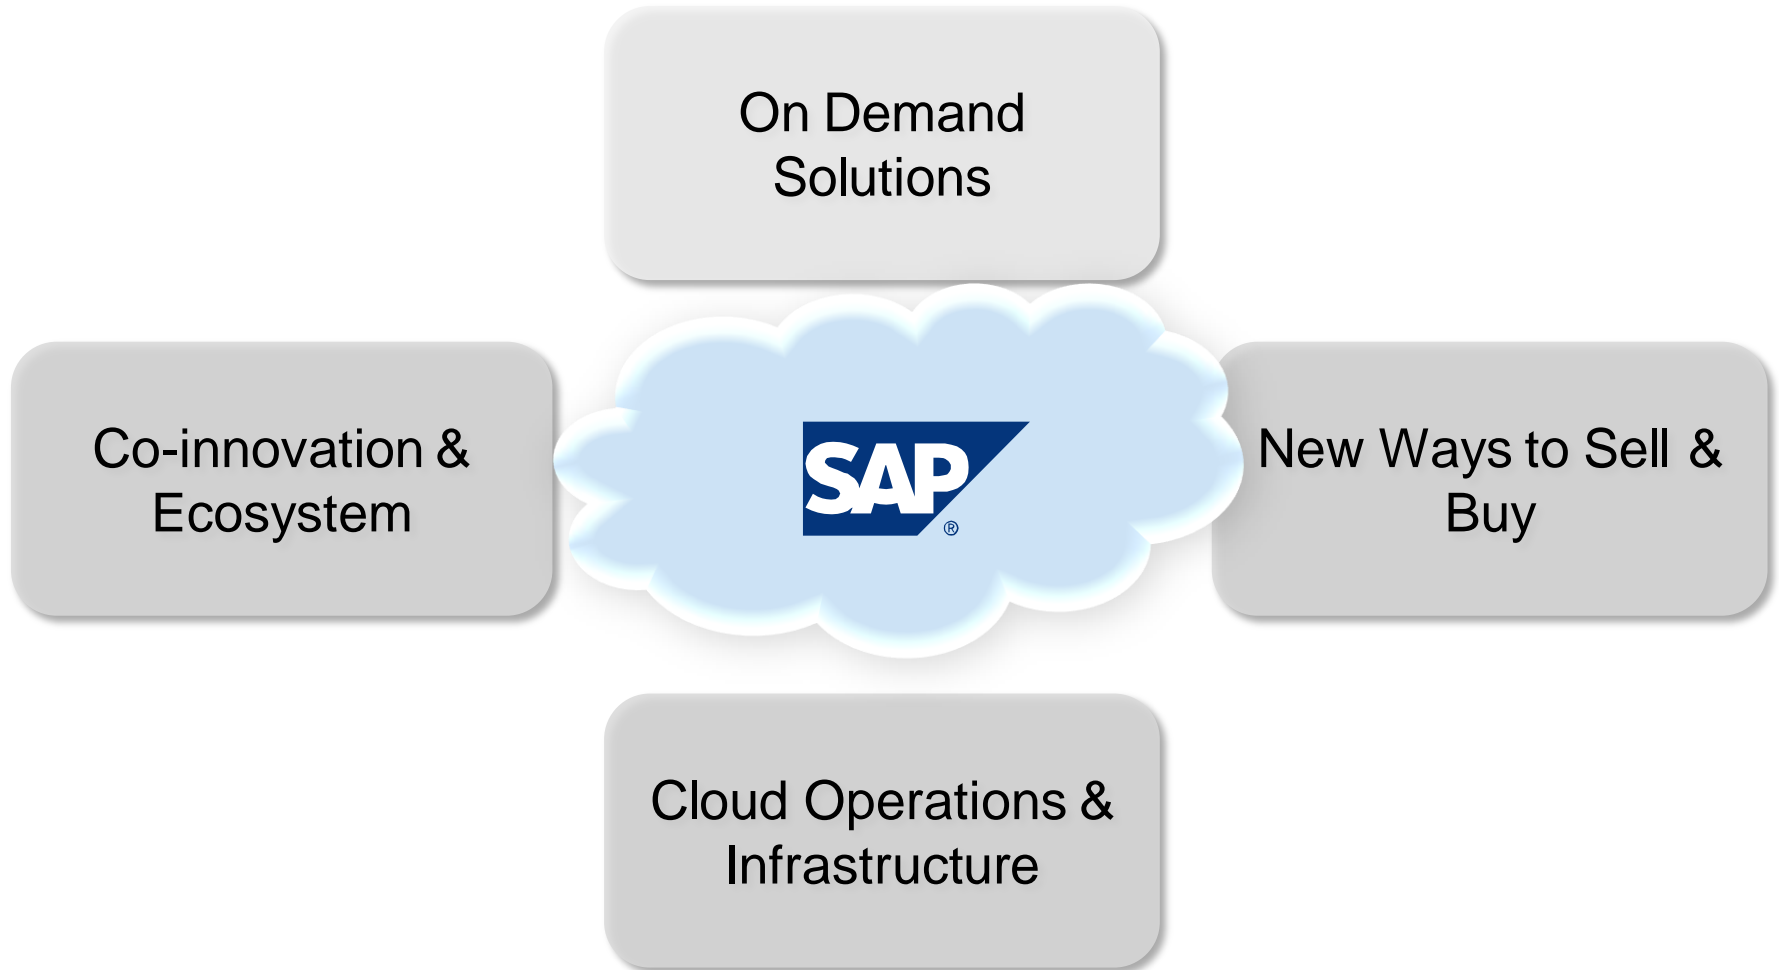 On Demand
Solutions
Co-innovation &
Ecosystem
SAP
®
New Ways to Sell &
Buy
Cloud Operations &
Infrastructure